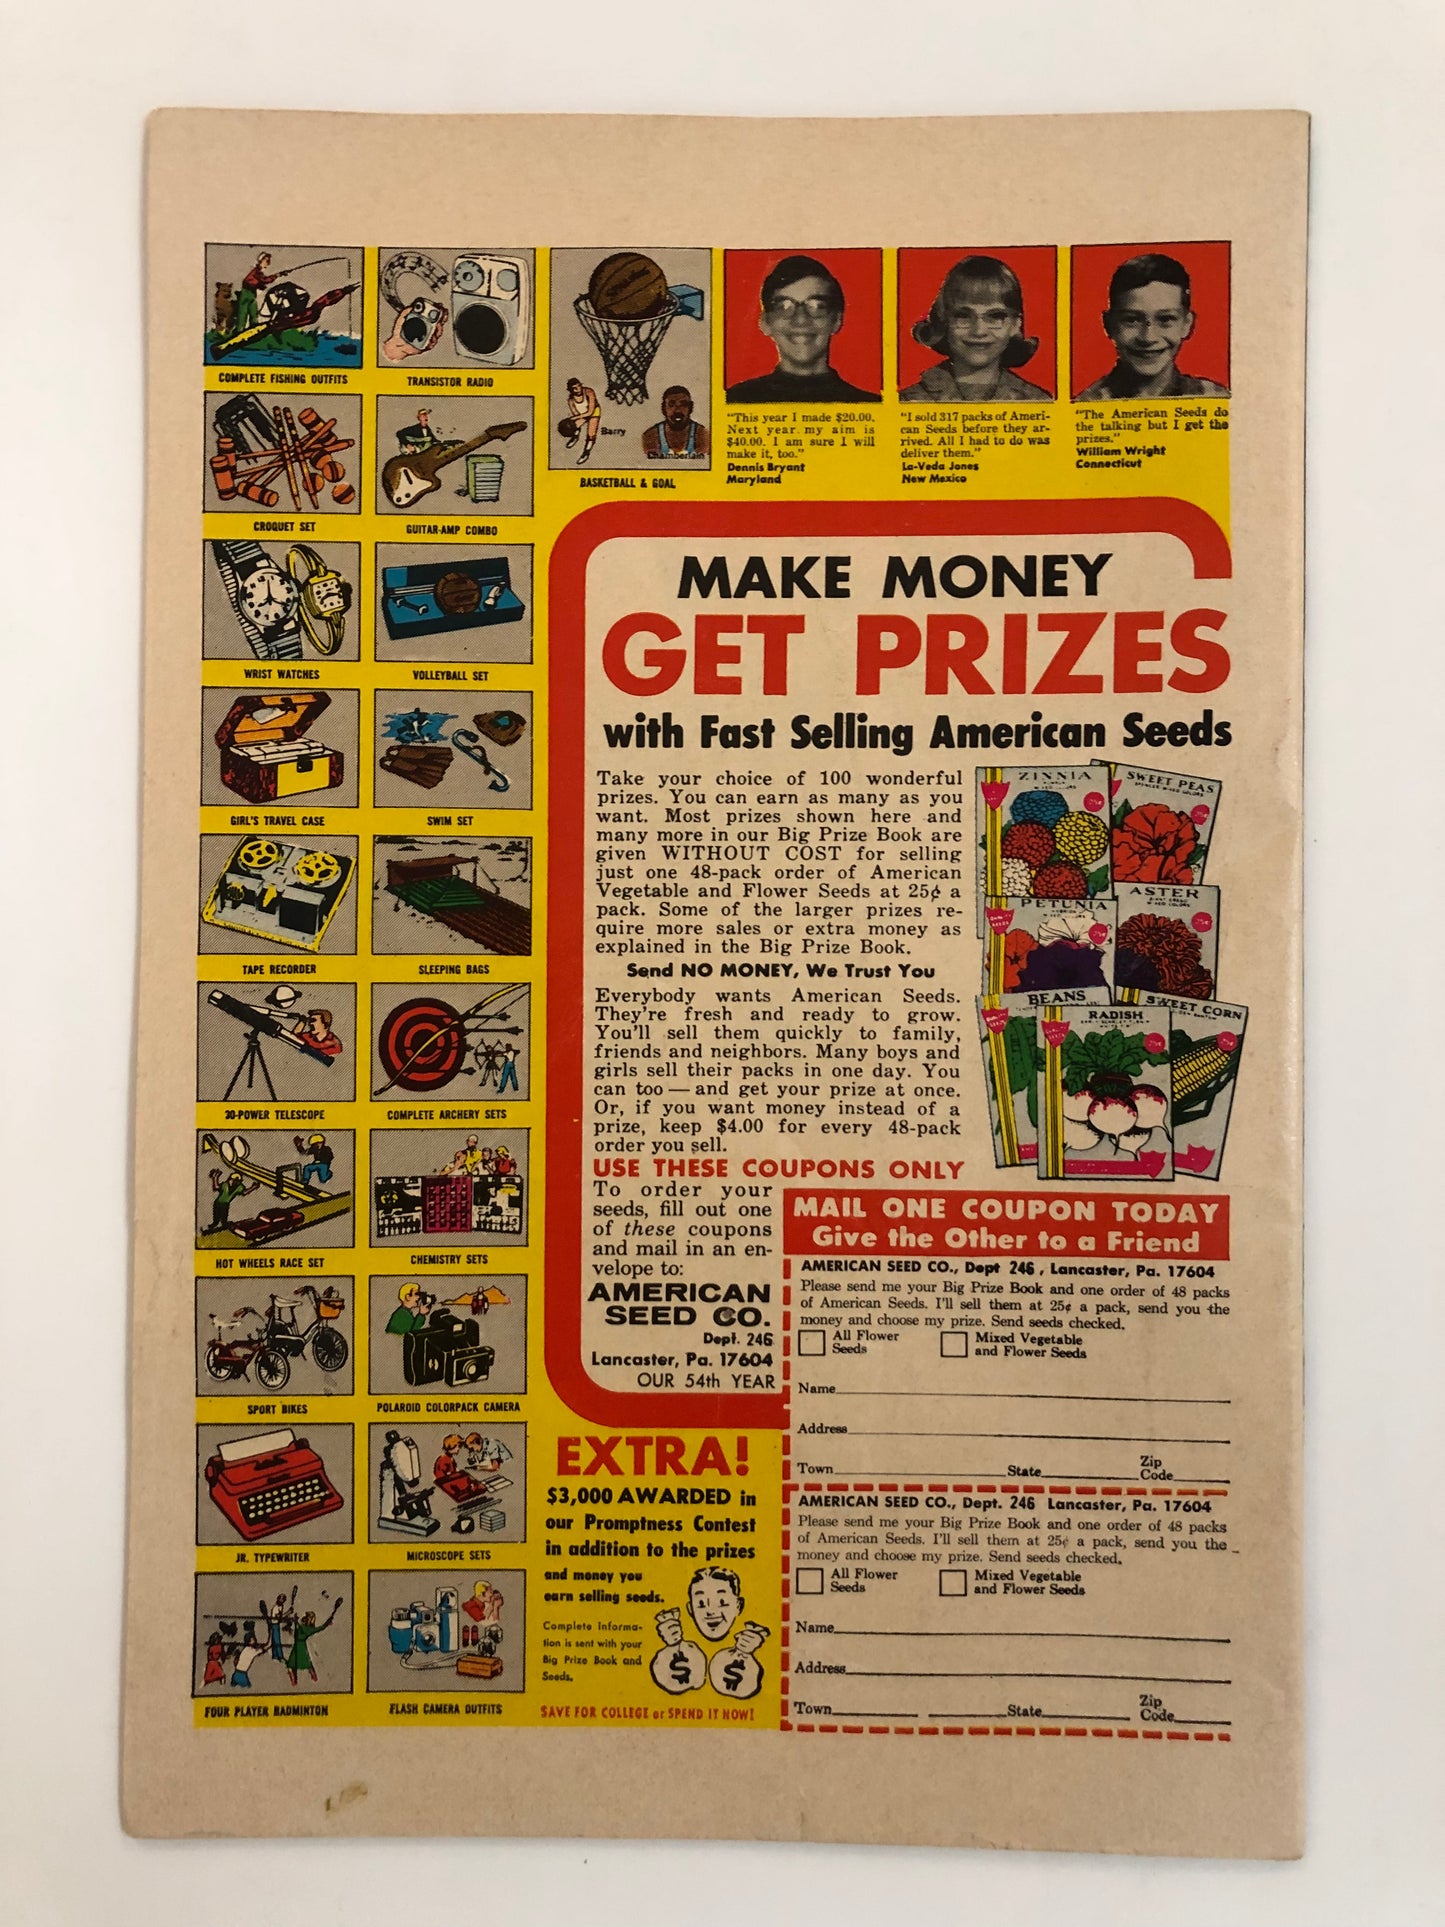 COMPLETE FISHING OUTFITS
TRANSISTOR RADIO
CROQUET SET
GUITAR-AMP COMBO
WRIST WATCHES
VOLLEYBALL SET
GIRL'S TRAVEL CASE
SWIM SET
TAPE RECORDER
SLEEPING BAGS
30-POWER TELESCOPE
COMPLETE ARCHERY SETS
HOT WHEELS RACE SET
CHEMISTRY SETS
SPORT BIKES
POLAROID COLORPACK CAMERA
JR. TYPEWRITER
MICROSCOPE SETS
FOUR PLAYER BADMINTON
FLASH CAMERA OUTFITS
Barry
Chamberlain
BASKETBALL & GOAL
"This year I made $20.00.
Next year my aim is
$40.00. I am sure I will
make it, too."
Dennis Bryant
Maryland
"I sold 317 packs of Ameri-
can Seeds before they ar-
rived. All I had to do was
deliver them."
La-Veda Jones
New Mexico
"The American Seeds do
the talking but I get the
prizes."
William Wright
Connecticut
MAKE MONEY
GET PRIZES
with Fast Selling American Seeds
Take your choice of 100 wonderful
prizes. You can earn as many as you
want. Most prizes shown here and
many more in our Big Prize Book are
given WITHOUT COST for selling
just one 48-pack order of American
Vegetable and Flower Seeds at 25¢ a
pack. Some of the larger prizes re-
quire more sales or extra money as
explained in the Big Prize Book.
Send NO MONEY, We Trust You
Everybody wants American Seeds.
They're fresh and ready to grow.
You'll sell them quickly to family,
friends and neighbors. Many boys and
girls sell their packs in one day. You
can too — and get your prize at once.
Or, if you want money instead of a
prize, keep $4.00 for every 48-pack
order you sell.
USE THESE COUPONS ONLY
To order your
seeds, fill out one
of these coupons
and mail in an en-
velope to:
AMERICAN
SEED CO.
Dept. 246
Lancaster, Pa. 17604
OUR 54th YEAR
ZINNIA
SWEET PEAS
PETUNIA
ASTER
BEANS
RADISH
SWEET CORN
MAIL ONE COUPON TODAY
Give the Other to a Friend
AMERICAN SEED CO., Dept 246, Lancaster, Pa. 17604
Please send me your Big Prize Book and one order of 48 packs
of American Seeds. I'll sell them at 25¢ a pack, send you the
money and choose my prize. Send seeds checked.
All Flower
Seeds
Mixed Vegetable
and Flower Seeds
Name
Address
Town State Zip
Code
AMERICAN SEED CO., Dept. 246 Lancaster, Pa. 17604
Please send me your Big Prize Book and one order of 48 packs
of American Seeds. I'll sell them at 25¢ a pack, send you the
money and choose my prize. Send seeds checked.
All Flower
Seeds
Mixed Vegetable
and Flower Seeds
Name
Address
Town State Zip
Code
EXTRA!
$3,000 AWARDED in
our Promptness Contest
in addition to the prizes
and money you
earn selling seeds.
Complete Informa-
tion is sent with your
Big Prize Book and
Seeds.
$ $
SAVE FOR COLLEGE or SPEND IT NOW!